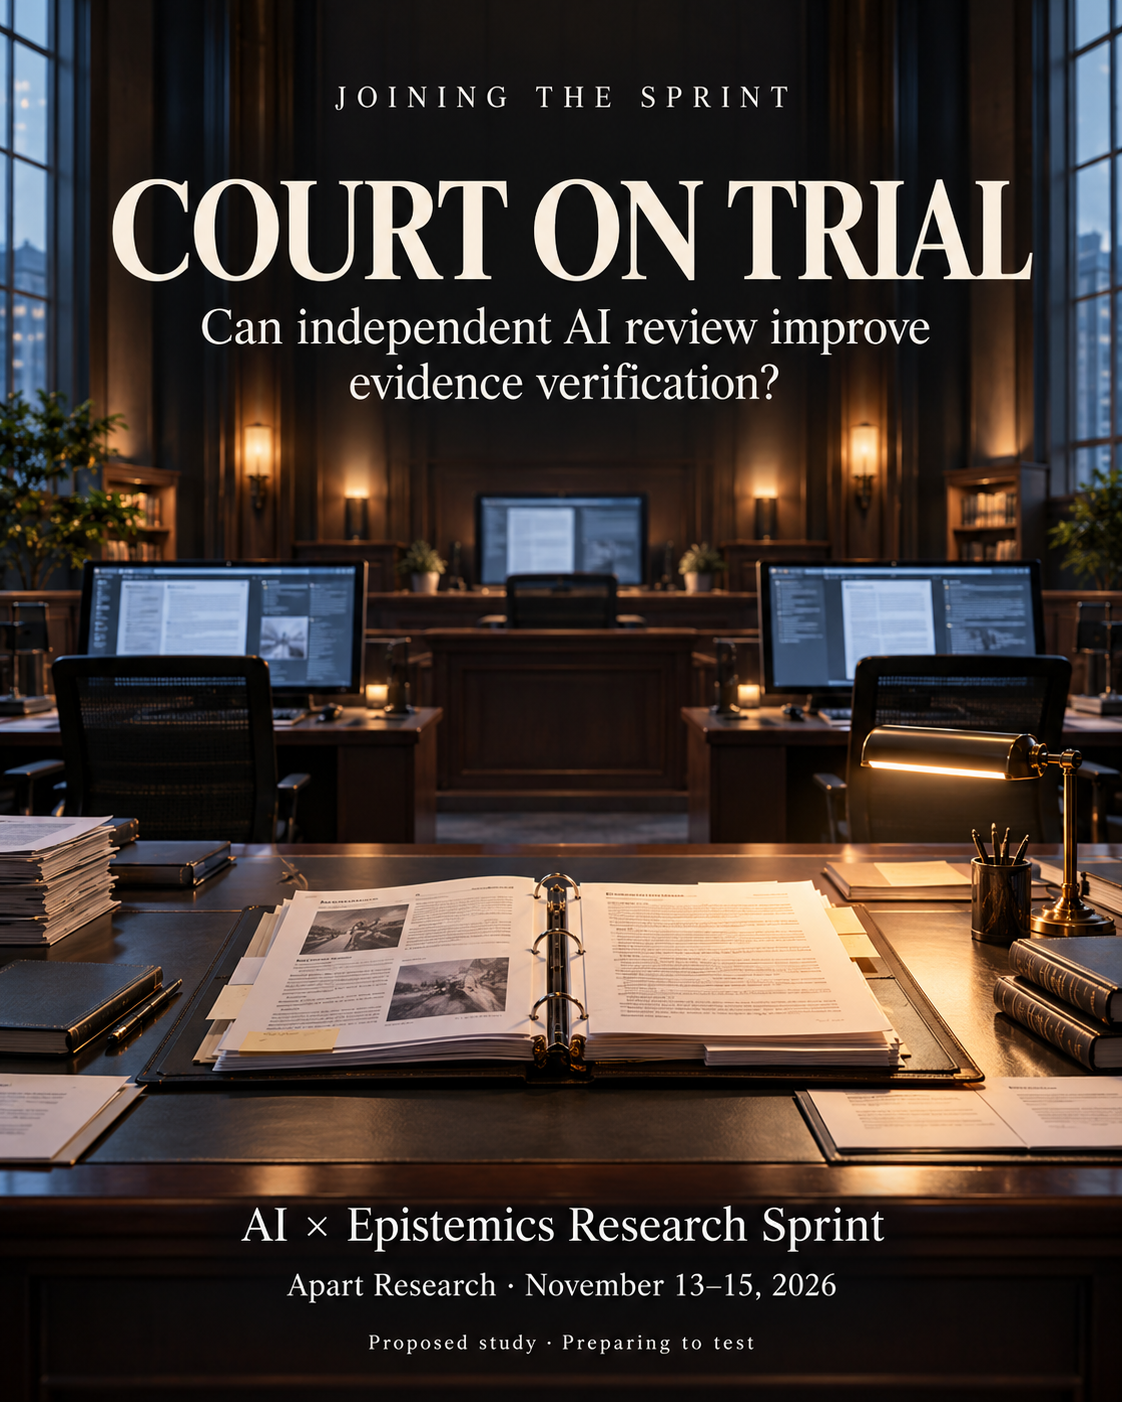 JOINING THE SPRINT
COURT ON TRIAL
Can independent AI review improve
evidence verification?
AI × Epistemics Research Sprint
Apart Research · November 13–15, 2026
Proposed study · Preparing to test